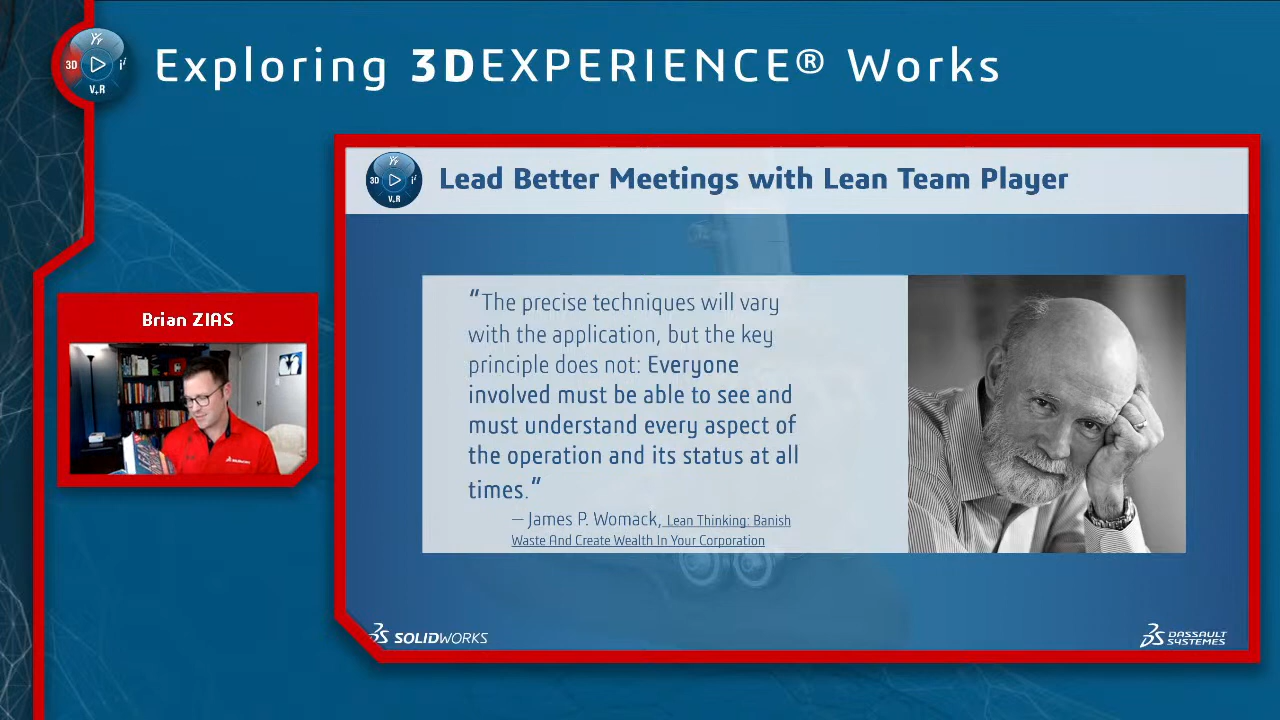 Exploring 3DEXPERIENCE® Works
3D
V.R
Lead Better Meetings with Lean Team Player
3D
V.R
Brian ZIAS
SOLIDWORKS
“The precise techniques will vary
with the application, but the key
principle does not: Everyone
involved must be able to see and
must understand every aspect of
the operation and its status at all
times.”
— James P. Womack, Lean Thinking: Banish
Waste And Create Wealth In Your Corporation
SOLIDWORKS
DASSAULT
SYSTEMES